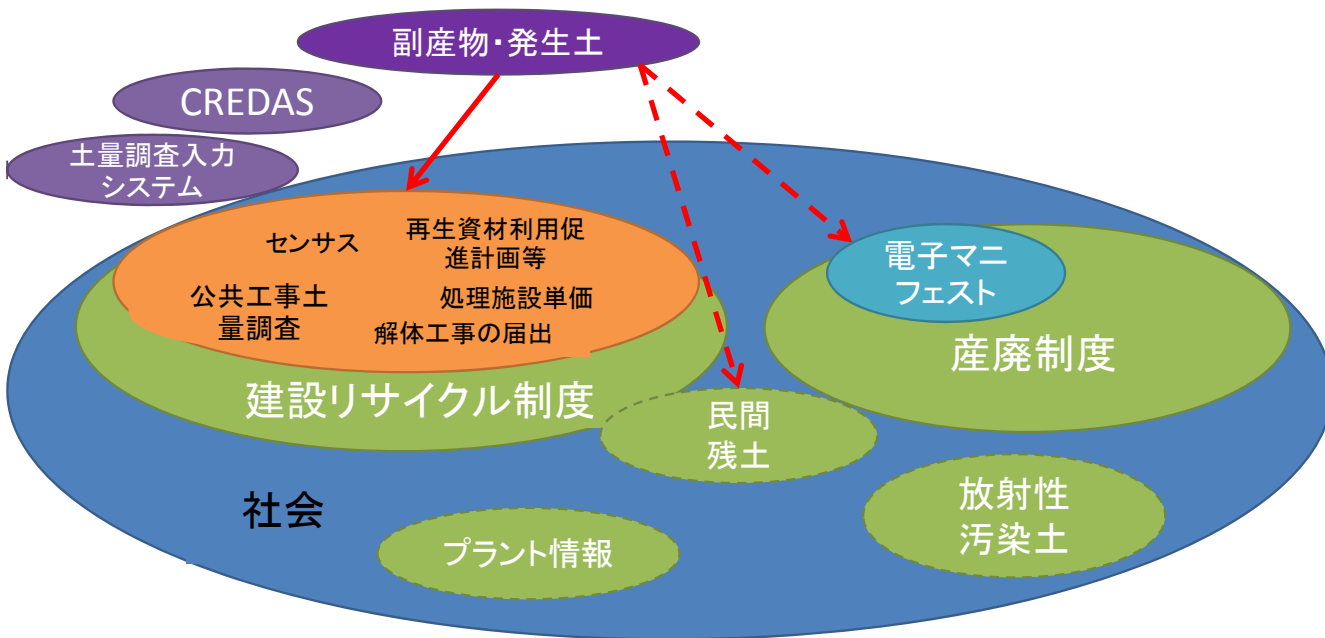 副産物・発生土
CREDAS
土量調査入力
システム
センサス
再生資材利用促
進計画等
公共工事土
量調査
処理施設単価
解体工事の届出
建設リサイクル制度
電子マニ
フェスト
産廃制度
民間
残土
社会
プラント情報
放射性
汚染土